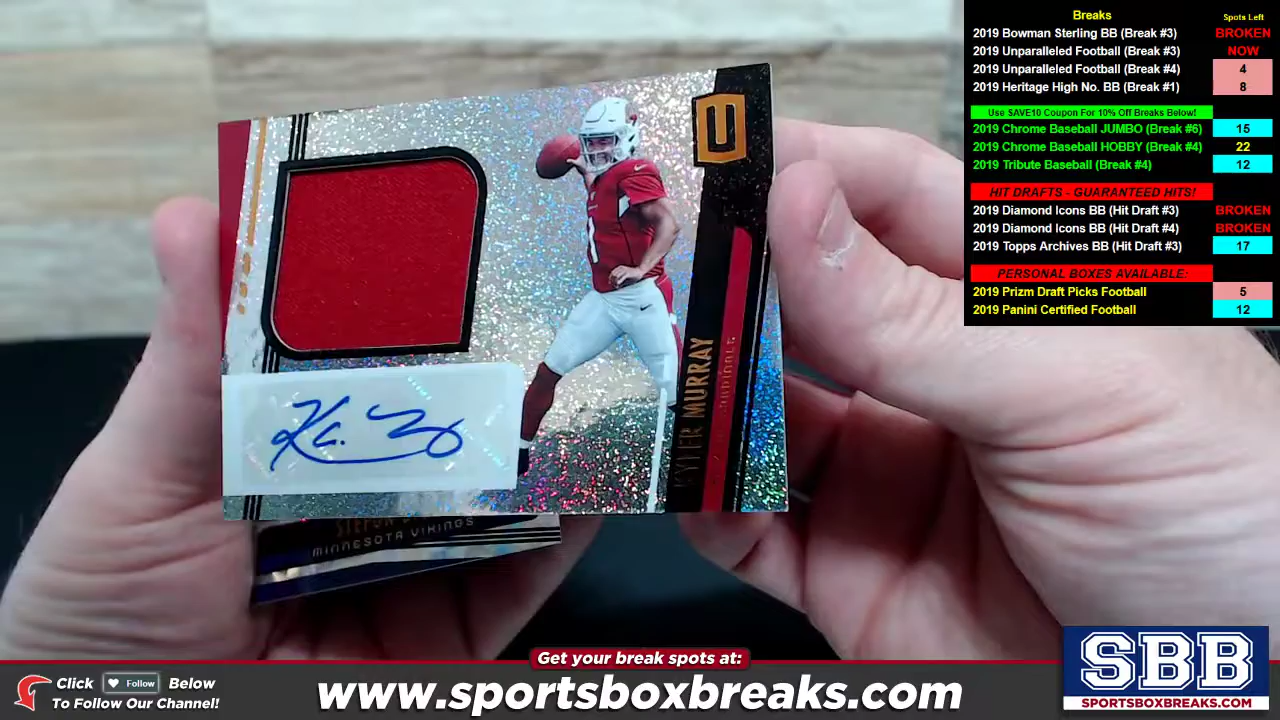 Breaks Spots Left
2019 Bowman Sterling BB (Break #3) BROKEN
2019 Unparalleled Football (Break #3) NOW
2019 Unparalleled Football (Break #4) 4
2019 Heritage High No. BB (Break #1) 8
Use SAVE10 Coupon For 10% Off Breaks Below!
2019 Chrome Baseball JUMBO (Break #6) 15
2019 Chrome Baseball HOBBY (Break #4) 22
2019 Tribute Baseball (Break #4) 12
HIT DRAFTS - GUARANTEED HITS!
2019 Diamond Icons BB (Hit Draft #3) BROKEN
2019 Diamond Icons BB (Hit Draft #4) BROKEN
2019 Topps Archives BB (Hit Draft #3) 17
PERSONAL BOXES AVAILABLE:
2019 Prizm Draft Picks Football 5
2019 Panini Certified Football 12
U
1
KYLER MURRAY
MINNESOTA VIKINGS
Get your break spots at:
Click Follow Below
To Follow Our Channel!
www.sportsboxbreaks.com
SBB
SPORTSBOXBREAKS.COM